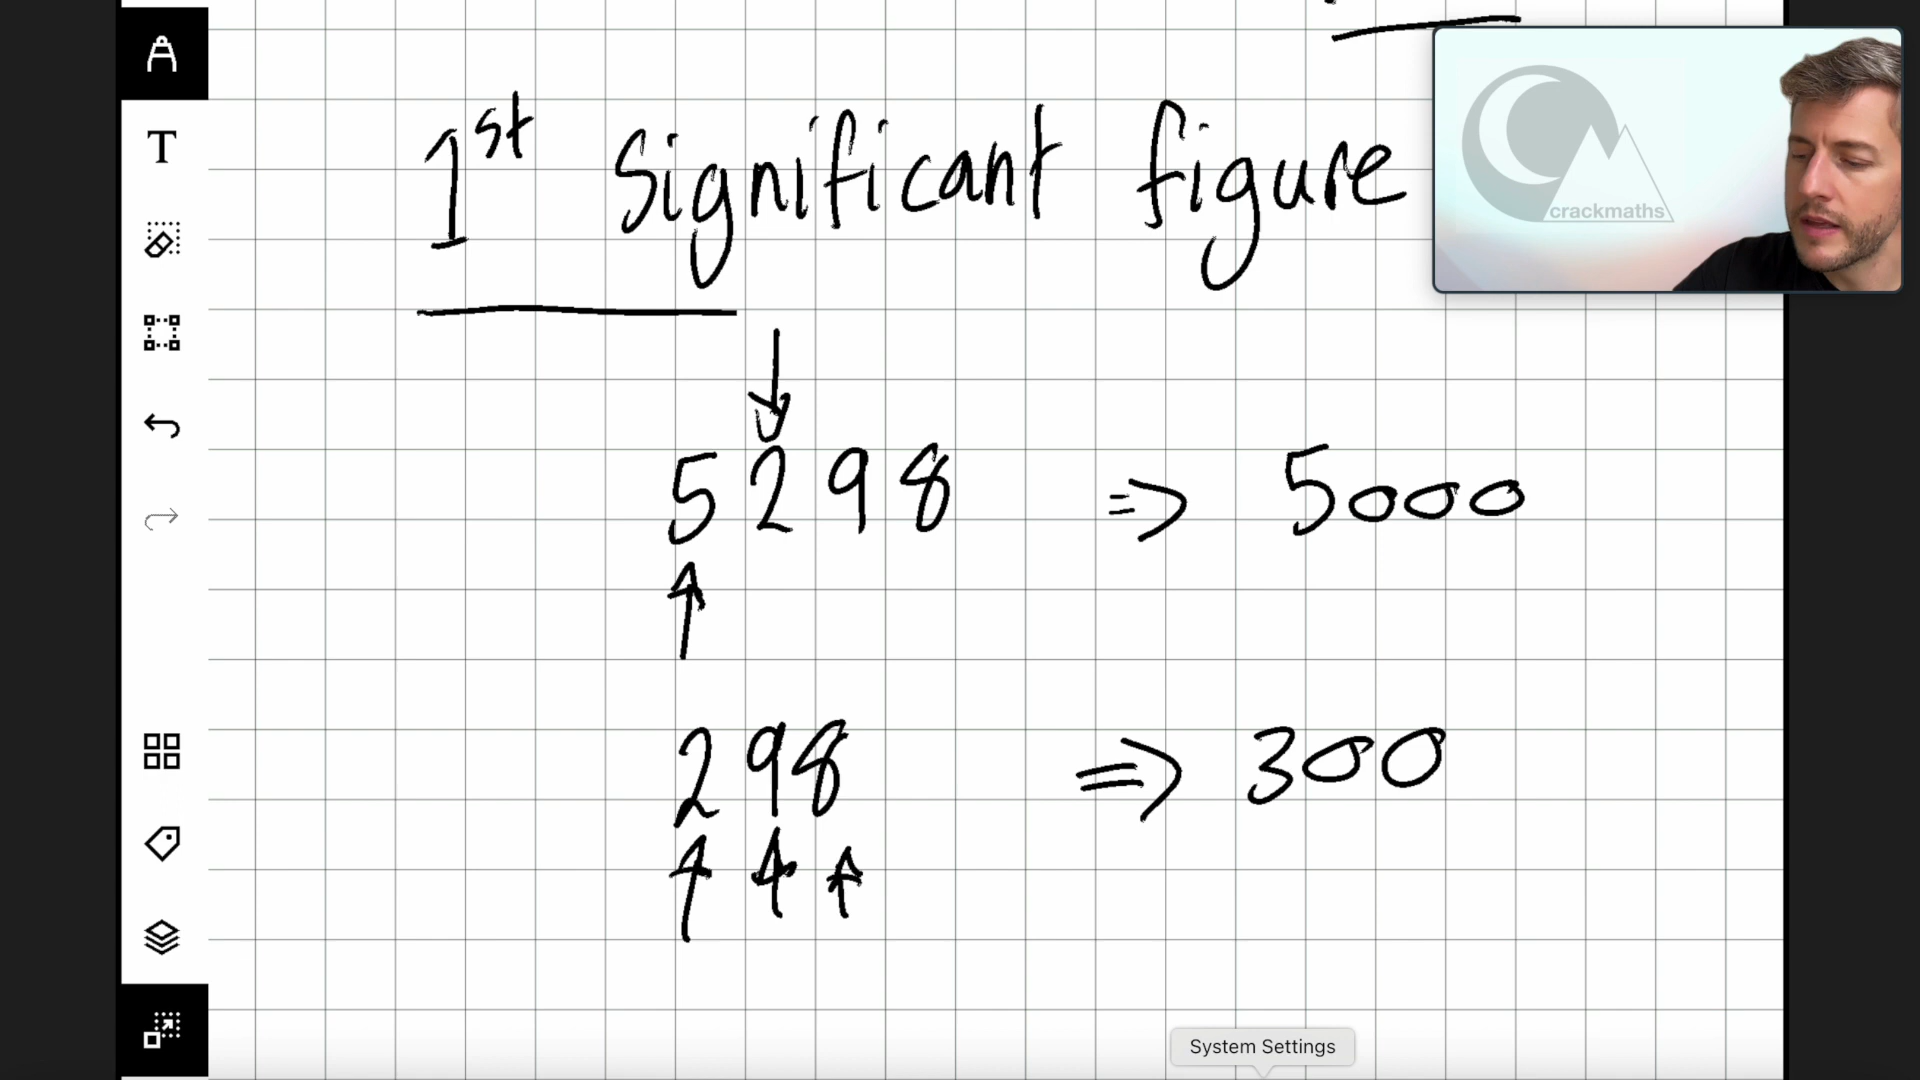 1st significant figure
crackmaths
5298 => 5000
298 => 300
T
System Settings